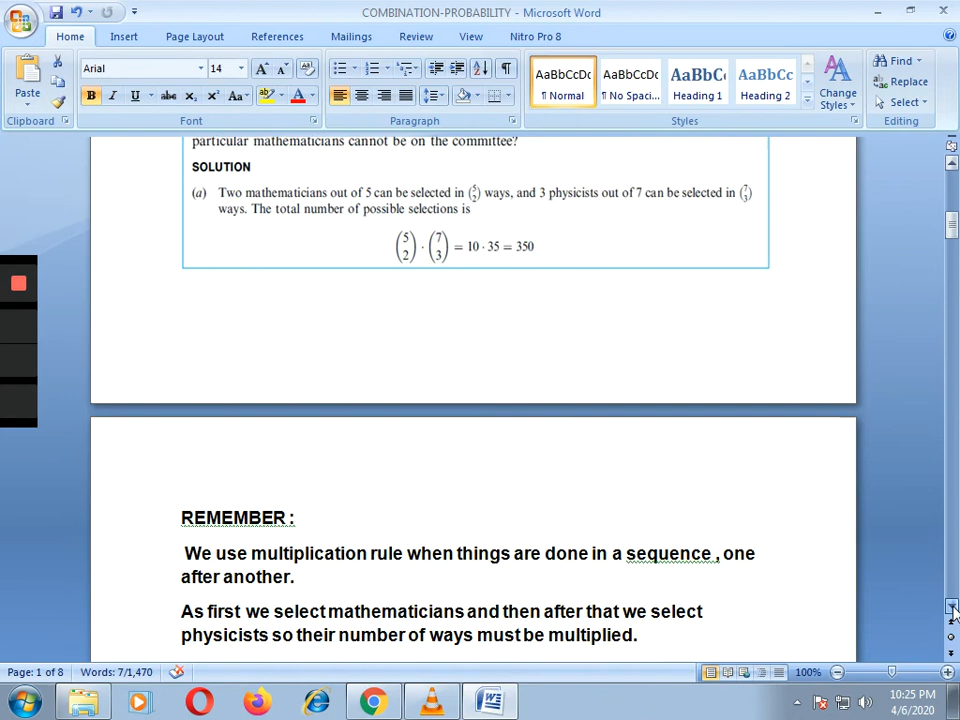 COMBINATION-PROBABILITY - Microsoft Word
Home Insert Page Layout References Mailings Review View Nitro Pro 8
Paste
Arial 14
B I U abc X₂ X² Aa
AaBbCcDc AaBbCcDc AaBbC AaBbCc
¶ Normal ¶ No Spaci... Heading 1 Heading 2
Change Styles
Find
Replace
Select
Clipboard Font Paragraph Styles Editing
particular mathematicians cannot be on the committee?
SOLUTION
(a) Two mathematicians out of 5 can be selected in (5 2) ways, and 3 physicists out of 7 can be selected in (7 3)
ways. The total number of possible selections is
(5 2) · (7 3) = 10 · 35 = 350
REMEMBER :
We use multiplication rule when things are done in a sequence , one
after another.
As first we select mathematicians and then after that we select
physicists so their number of ways must be multiplied.
Page: 1 of 8 Words: 7/1,470 100%
10:25 PM
4/6/2020